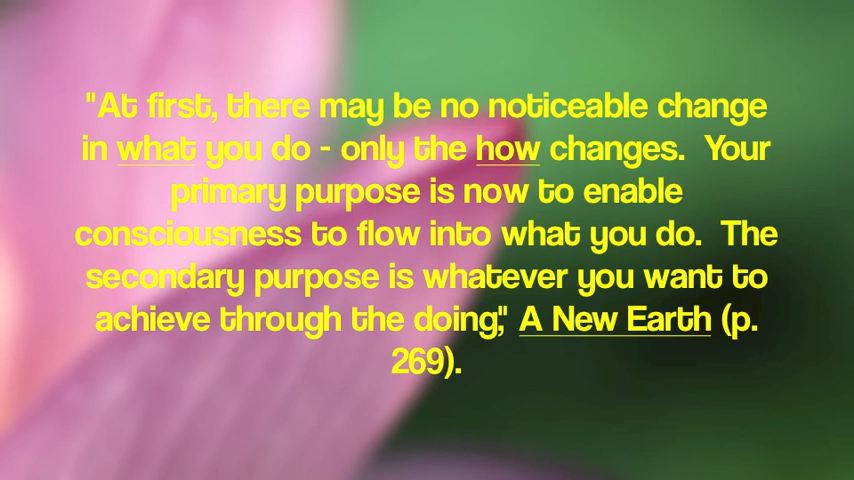 "At first, there may be no noticeable change
in what you do - only the how changes.  Your
primary purpose is now to enable
consciousness to flow into what you do.  The
secondary purpose is whatever you want to
achieve through the doing," A New Earth (p.
269).